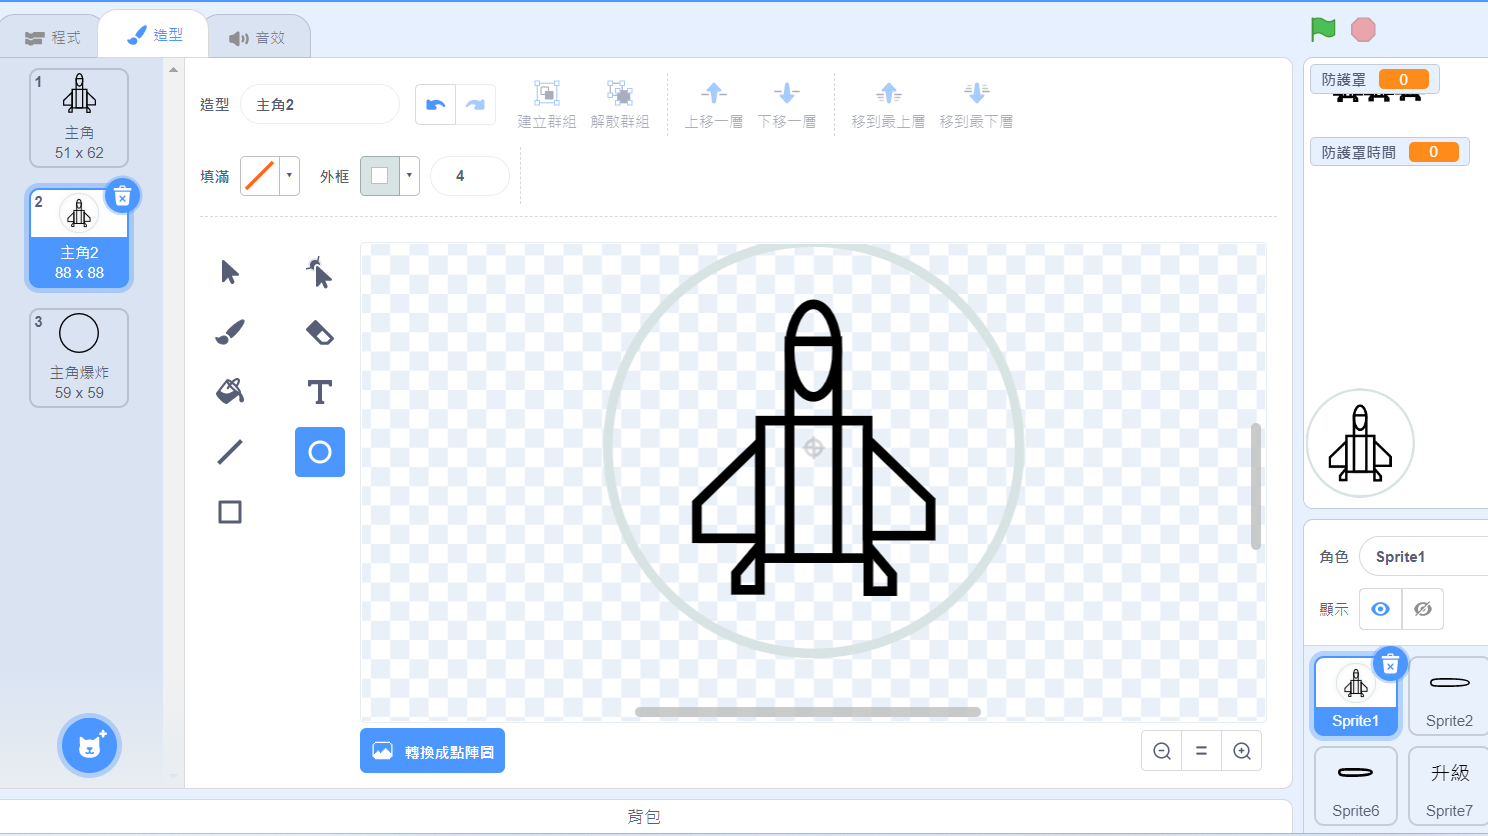 程式
造型
音效
1
主角
51 x 62
2
主角2
88 x 88
3
主角爆炸
59 x 59
造型
主角2
建立群組
解散群組
上移一層
下移一層
移到最上層
移到最下層
填滿
外框
4
T
轉換成點陣圖
背包
防護罩
0
防護罩時間
0
角色
Sprite1
顯示
Sprite1
Sprite2
Sprite6
升級
Sprite7